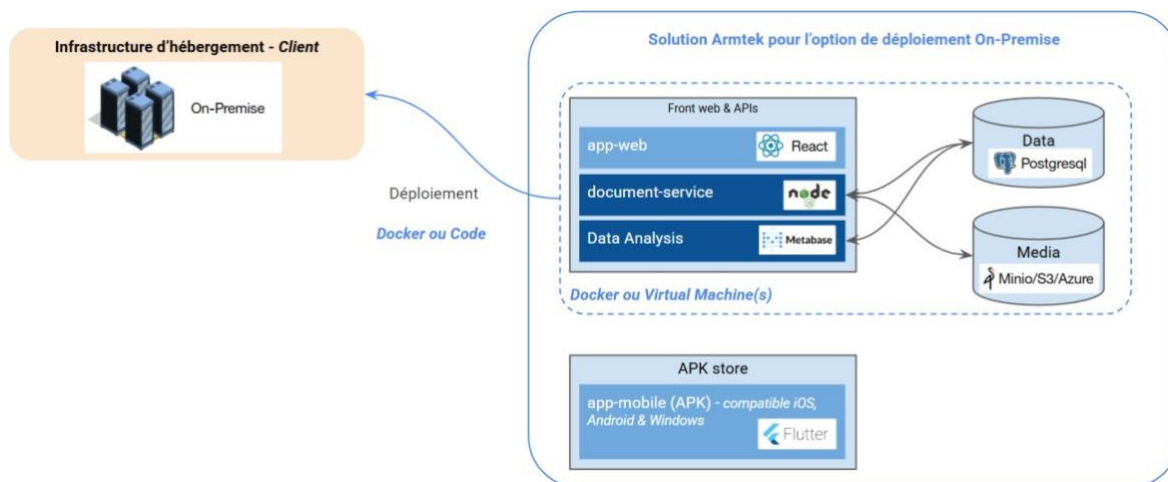 Infrastructure d'hébergement - Client
On-Premise
Déploiement
Docker ou Code
Solution Armtek pour l'option de déploiement On-Premise
Front web & APIs
app-web
React
document-service
node
Data Analysis
Metabase
Docker ou Virtual Machine(s)
Data
Postgresql
Media
Minio/S3/Azure
APK store
app-mobile (APK) - compatible iOS,
Android & Windows
Flutter